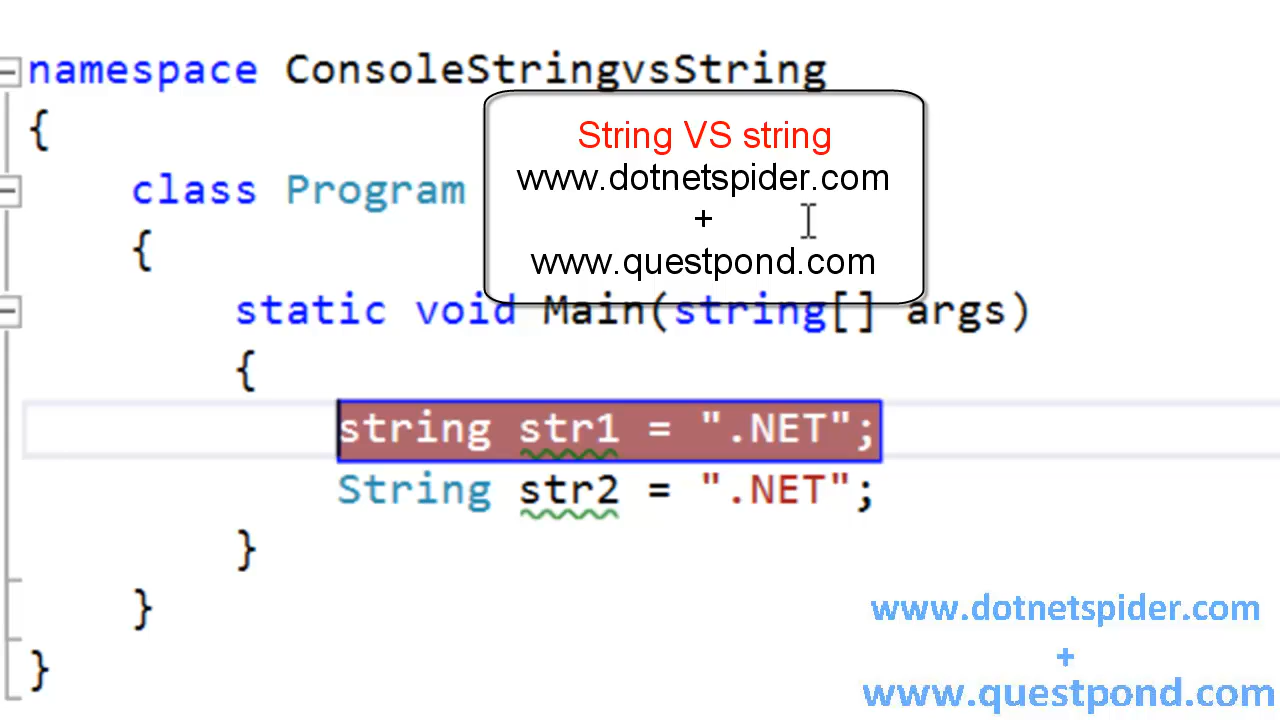 namespace ConsoleStringvsString
{
String VS string
www.dotnetspider.com
+
www.questpond.com
class Program
{
static void Main(string[] args)
{
string str1 = ".NET";
String str2 = ".NET";
}
}
}
www.dotnetspider.com
+
www.questpond.com